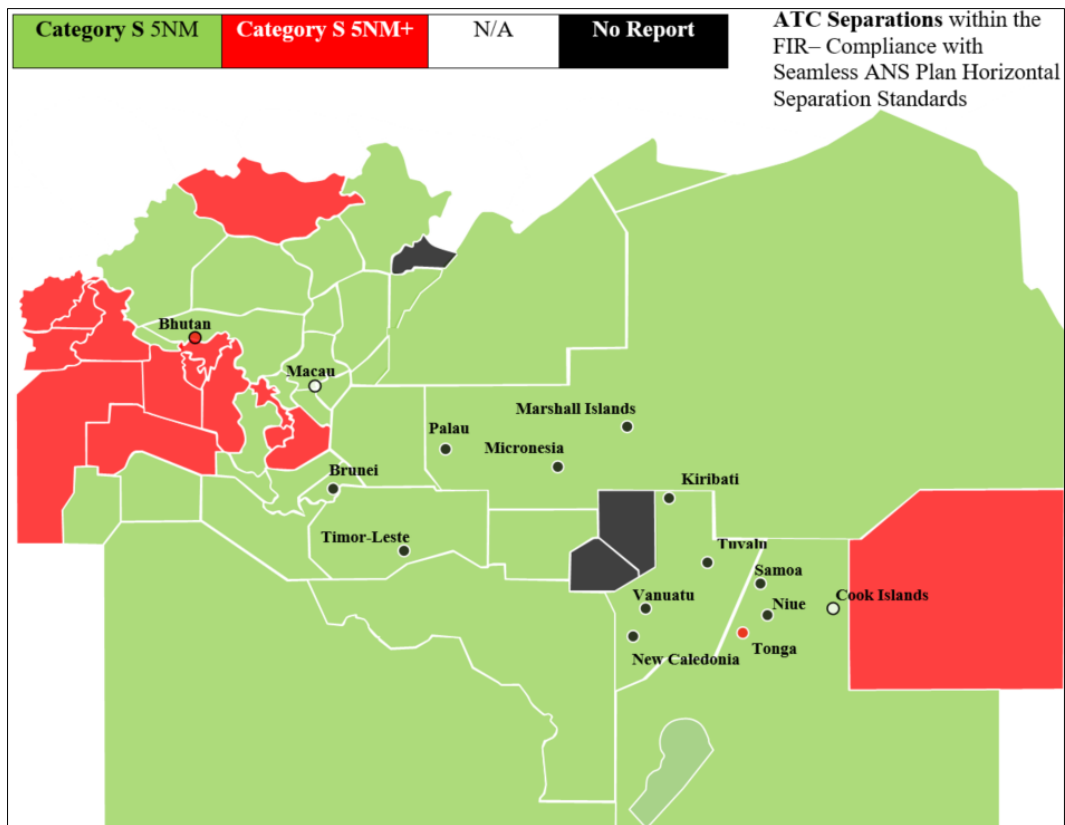 Category S 5NM
Category S 5NM+
N/A
No Report
ATC Separations within the
FIR– Compliance with
Seamless ANS Plan Horizontal
Separation Standards
Bhutan
Macau
Marshall Islands
Palau
Micronesia
Brunei
Kiribati
Timor-Leste
Tuvalu
Samoa
Vanuatu
Niue
Cook Islands
New Caledonia
Tonga